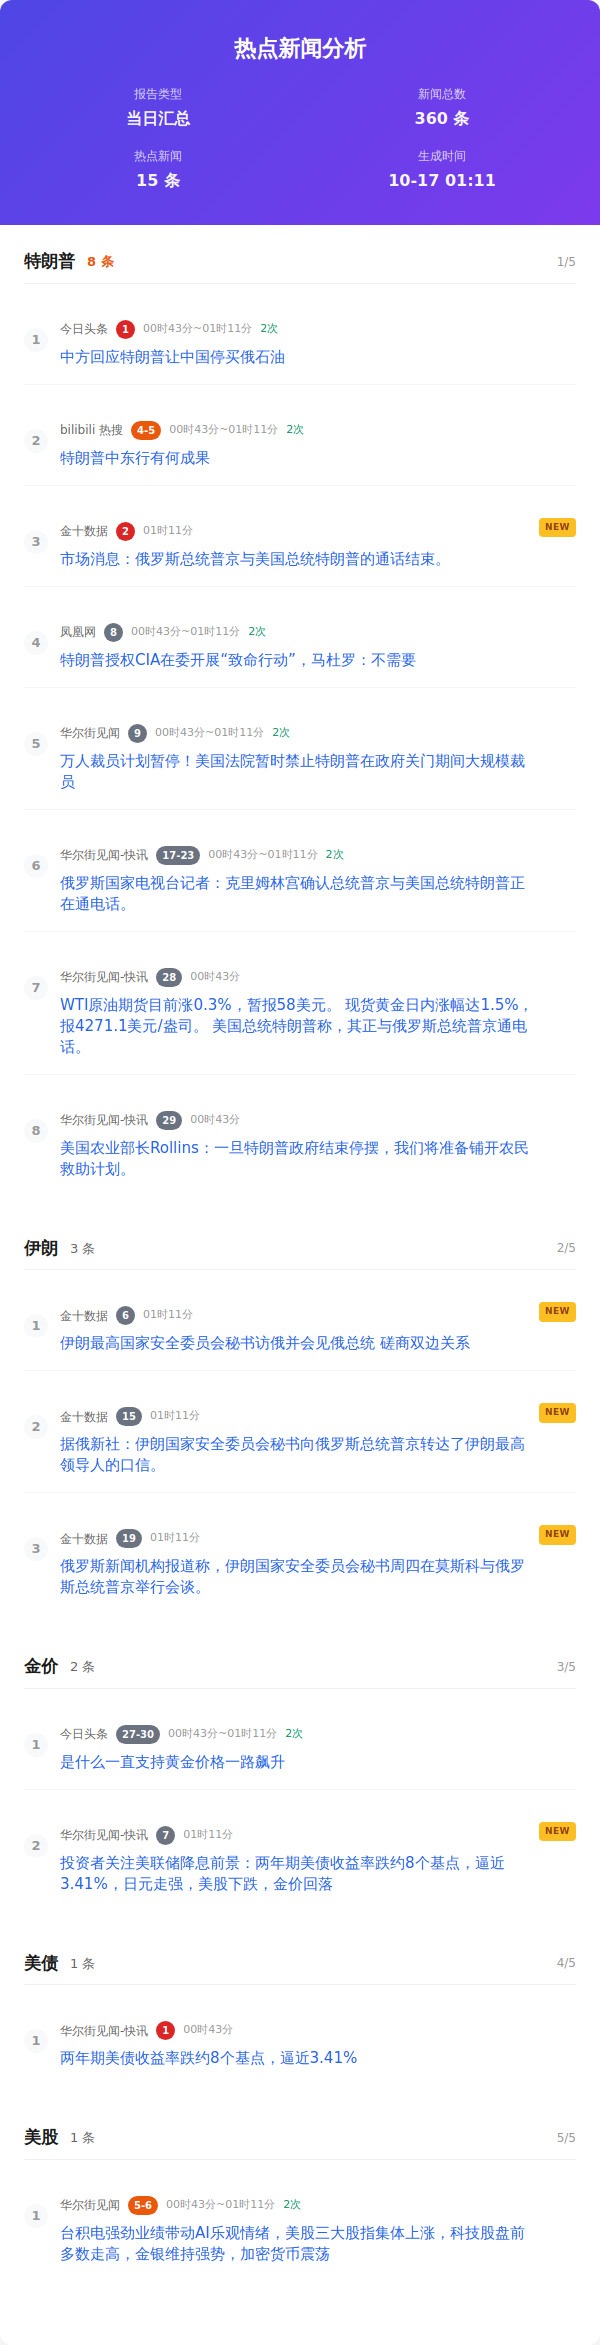 热点新闻分析
报告类型 新闻总数
当日汇总 360 条
热点新闻 生成时间
15 条 10-17 01:11
特朗普 8 条 1/5
1 今日头条 1 00时43分~01时11分 2次
中方回应特朗普让中国停买俄石油
2 bilibili 热搜 4-5 00时43分~01时11分 2次
特朗普中东行有何成果
3 金十数据 2 01时11分 NEW
市场消息：俄罗斯总统普京与美国总统特朗普的通话结束。
4 凤凰网 8 00时43分~01时11分 2次
特朗普授权CIA在委开展“致命行动”，马杜罗：不需要
5 华尔街见闻 9 00时43分~01时11分 2次
万人裁员计划暂停！美国法院暂时禁止特朗普在政府关门期间大规模裁
员
6 华尔街见闻-快讯 17-23 00时43分~01时11分 2次
俄罗斯国家电视台记者：克里姆林宫确认总统普京与美国总统特朗普正
在通电话。
7 华尔街见闻-快讯 28 00时43分
WTI原油期货日内涨0.3%，暂报58美元。 现货黄金日内涨幅达1.5%，
报4271.1美元/盎司。 美国总统特朗普称，其正与俄罗斯总统普京通电
话。
8 华尔街见闻-快讯 29 00时43分
美国农业部长Rollins：一旦特朗普政府结束停摆，我们将准备铺开农民
救助计划。
伊朗 3 条 2/5
1 金十数据 6 01时11分 NEW
伊朗最高国家安全委员会秘书访俄并会见俄总统 磋商双边关系
2 金十数据 15 01时11分 NEW
据俄新社：伊朗国家安全委员会秘书向俄罗斯总统普京转达了伊朗最高
领导人的口信。
3 金十数据 19 01时11分 NEW
俄罗斯新闻机构报道称，伊朗国家安全委员会秘书周四在莫斯科与俄罗
斯总统普京举行会谈。
金价 2 条 3/5
1 今日头条 27-30 00时43分~01时11分 2次
是什么一直支持黄金价格一路飙升
2 华尔街见闻-快讯 7 01时11分 NEW
投资者关注美联储降息前景：两年期美债收益率跌约8个基点，逼近
3.41%，日元走强，美股下跌，金价回落
美债 1 条 4/5
1 华尔街见闻-快讯 1 00时43分
两年期美债收益率跌约8个基点，逼近3.41%
美股 1 条 5/5
1 华尔街见闻 5-6 00时43分~01时11分 2次
台积电强劲业绩带动AI乐观情绪，美股三大股指集体上涨，科技股盘前
多数走高，金银维持强势，加密货币震荡